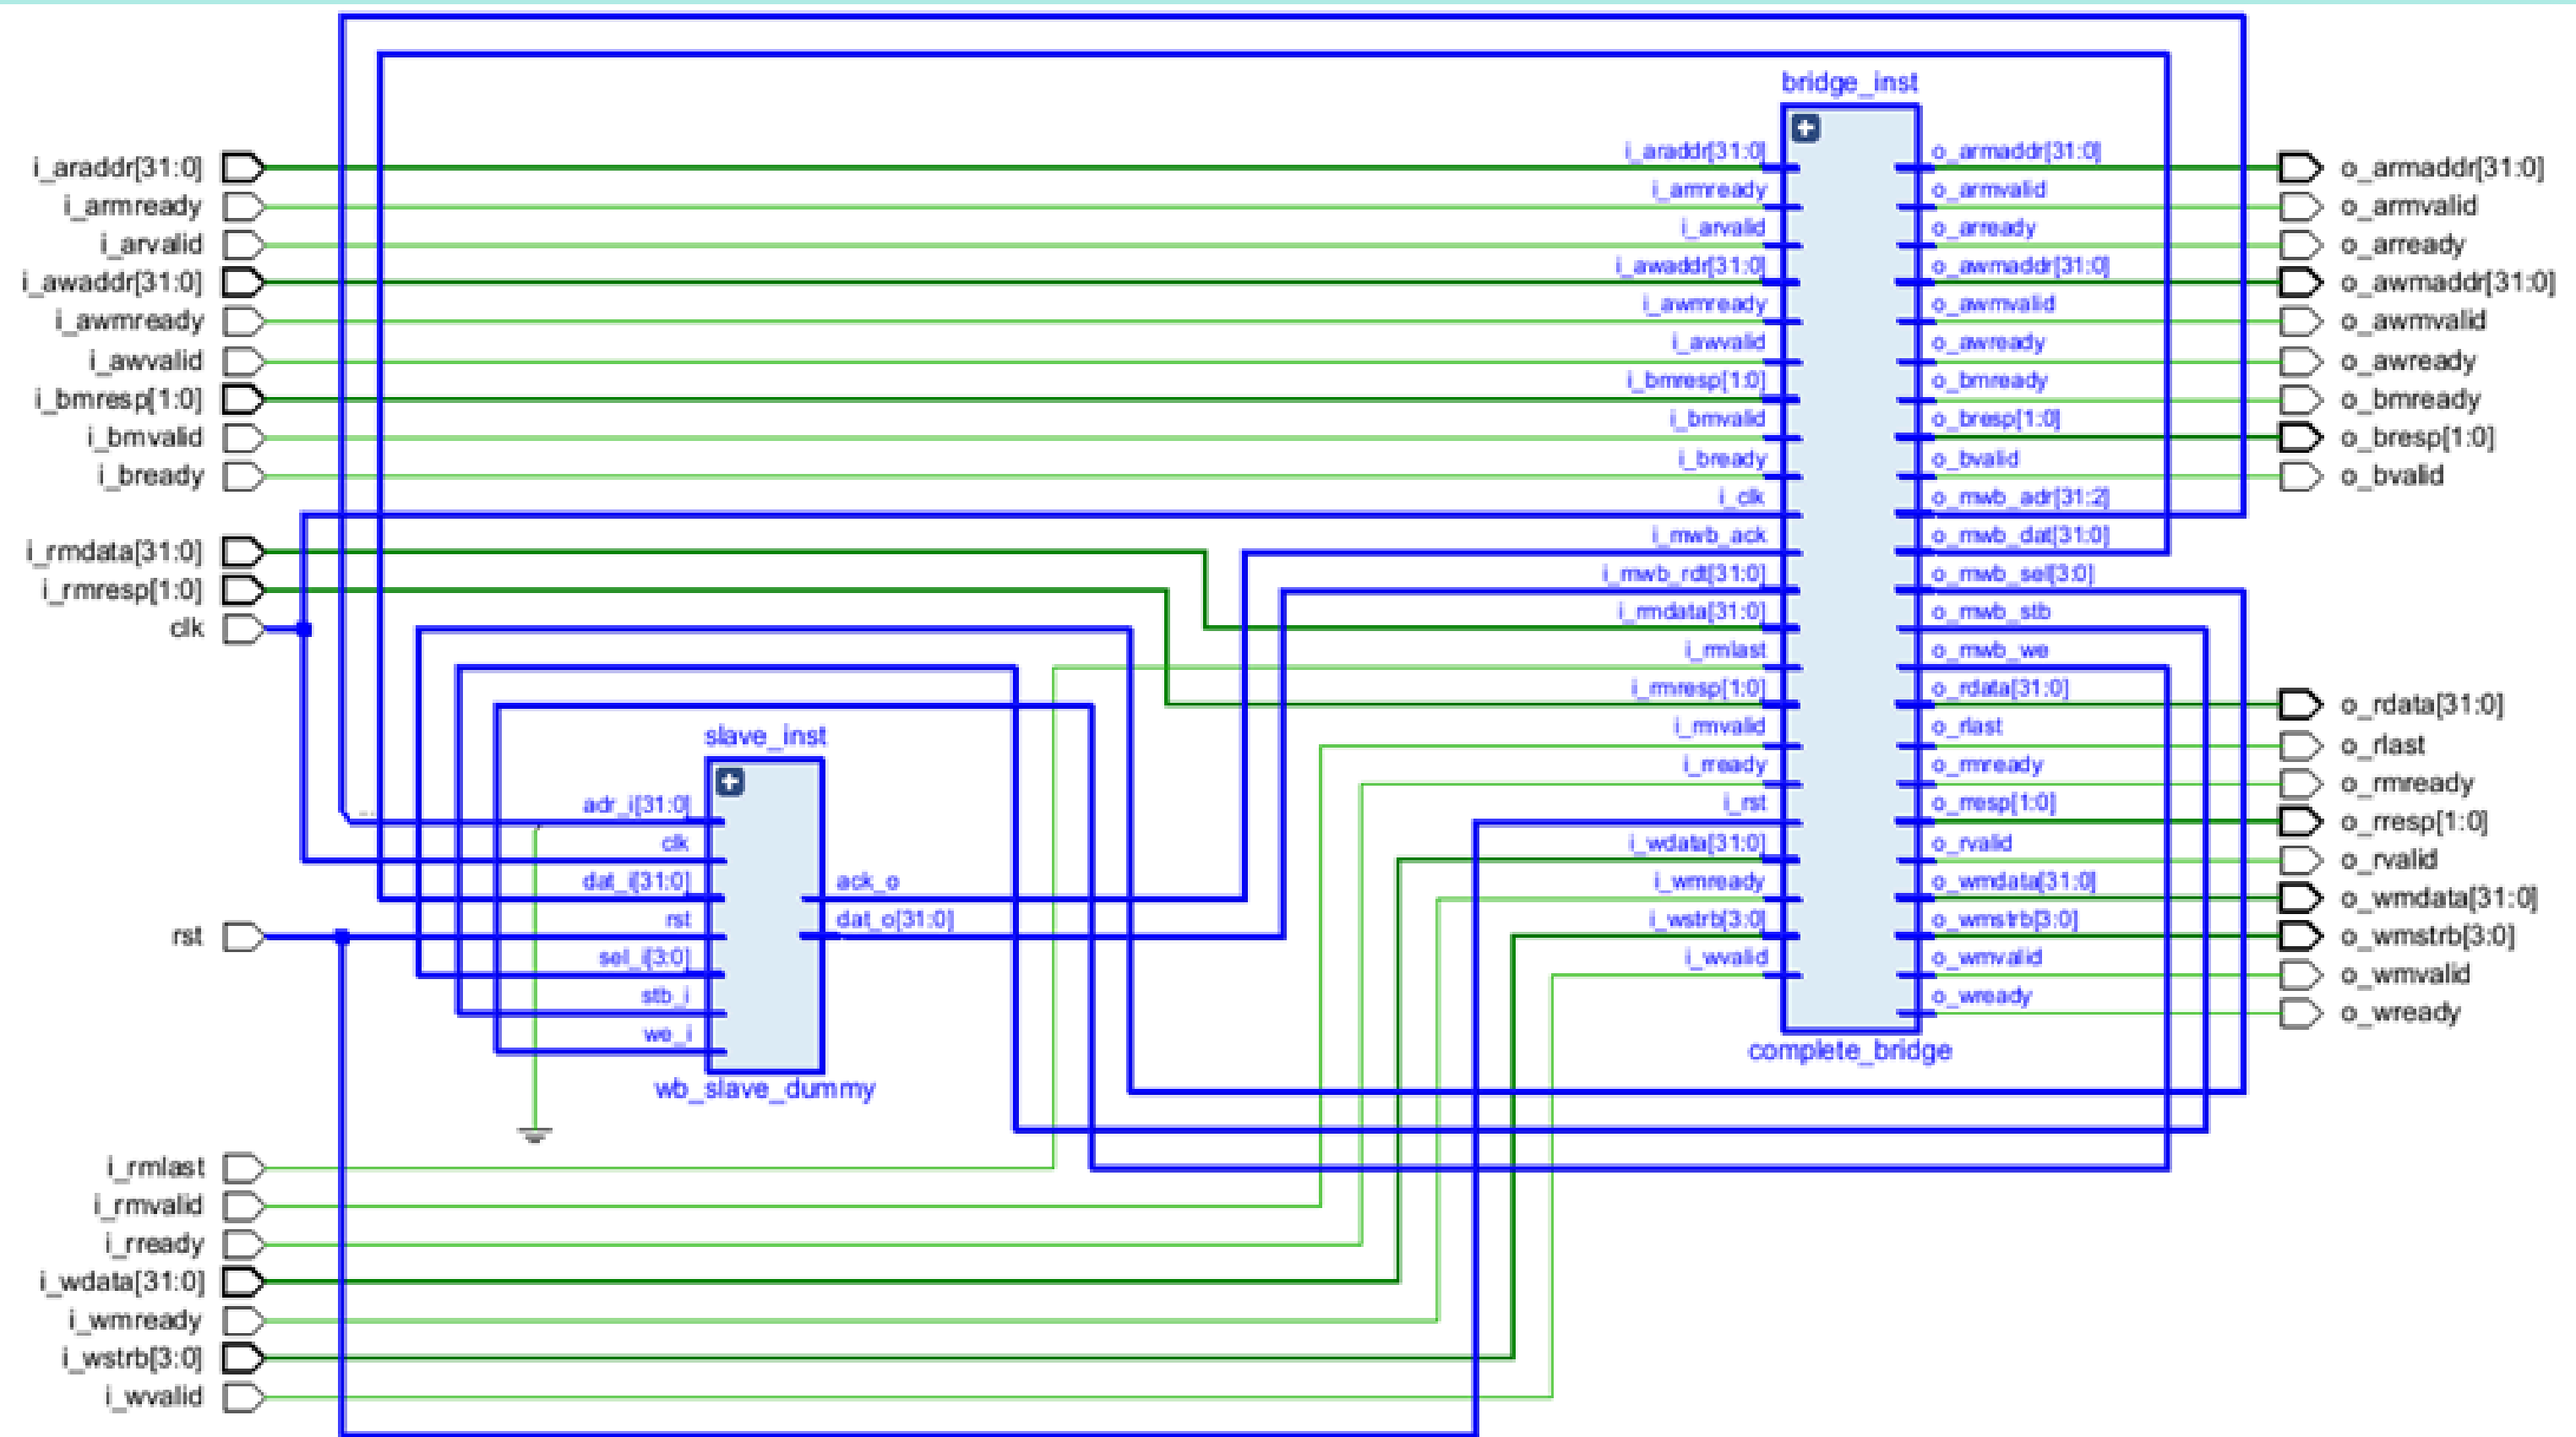 bridge_inst
i_araddr[31:0]
i_armready
i_arvalid
i_awaddr[31:0]
i_awmready
i_awvalid
i_bmresp[1:0]
i_bmvalid
i_bready
i_rmdata[31:0]
i_rmresp[1:0]
clk
rst
i_rmlast
i_rmvalid
i_rready
i_wdata[31:0]
i_wmready
i_wstrb[3:0]
i_wvalid
slave_inst
adr_i[31:0]
...
clk
dat_i[31:0]
rst
sel_i[3:0]
stb_i
we_i
ack_o
dat_o[31:0]
wb_slave_dummy
i_araddr[31:0]
i_armready
i_arvalid
i_awaddr[31:0]
i_awmready
i_awvalid
i_bmresp[1:0]
i_bmvalid
i_bready
i_clk
i_mwb_ack
i_mwb_rdt[31:0]
i_rmdata[31:0]
i_rmlast
i_rmresp[1:0]
i_rmvalid
i_rready
i_rst
i_wdata[31:0]
i_wmready
i_wstrb[3:0]
i_wvalid
o_armaddr[31:0]
o_armvalid
o_arready
o_awmaddr[31:0]
o_awmvalid
o_awready
o_bmready
o_bresp[1:0]
o_bvalid
o_mwb_adr[31:2]
o_mwb_dat[31:0]
o_mwb_sel[3:0]
o_mwb_stb
o_mwb_we
o_rdata[31:0]
o_rlast
o_rmready
o_rresp[1:0]
o_rvalid
o_wmdata[31:0]
o_wmstrb[3:0]
o_wmvalid
o_wready
complete_bridge
o_armaddr[31:0]
o_armvalid
o_arready
o_awmaddr[31:0]
o_awmvalid
o_awready
o_bmready
o_bresp[1:0]
o_bvalid
o_rdata[31:0]
o_rlast
o_rmready
o_rresp[1:0]
o_rvalid
o_wmdata[31:0]
o_wmstrb[3:0]
o_wmvalid
o_wready